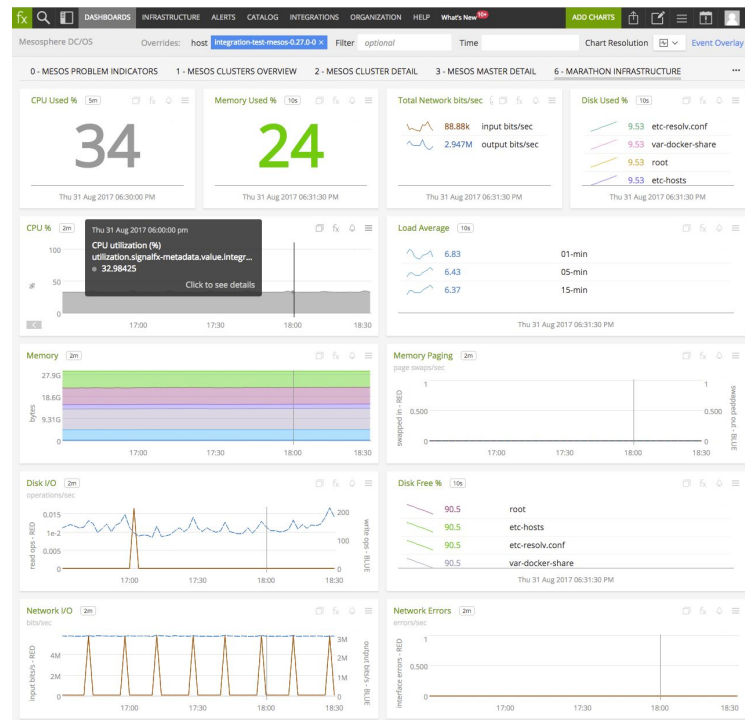 fx DASHBOARDS INFRASTRUCTURE ALERTS CATALOG INTEGRATIONS ORGANIZATION HELP What's New 10+ ADD CHARTS
Mesosphere DC/OS Overrides: host integration-test-mesos-0.27.0-0 × Filter optional Time Chart Resolution Event Overlay
0 - MESOS PROBLEM INDICATORS 1 - MESOS CLUSTERS OVERVIEW 2 - MESOS CLUSTER DETAIL 3 - MESOS MASTER DETAIL 6 - MARATHON INFRASTRUCTURE ...
CPU Used % 5m
34
Thu 31 Aug 2017 06:30:00 PM
Memory Used % 10s
24
Thu 31 Aug 2017 06:31:30 PM
Total Network bits/sec
88.88k input bits/sec
2.947M output bits/sec
Thu 31 Aug 2017 06:31:30 PM
Disk Used % 10s
9.53 etc-resolv.conf
9.53 var-docker-share
9.53 root
9.53 etc-hosts
Thu 31 Aug 2017 06:31:30 PM
CPU % 2m
Thu 31 Aug 2017 06:00:00 pm
CPU utilization (%)
utilization.signalfx-metadata.value.integr...
32.98425
Click to see details
100
%
50
0
17:00 17:30 18:00 18:30
Load Average 10s
6.83 01-min
6.43 05-min
6.37 15-min
Thu 31 Aug 2017 06:31:30 PM
Memory 2m
bytes
27.9G
18.6G
9.31G
0
17:00 17:30 18:00 18:30
Memory Paging 2m
page swaps/sec
swapped in - RED
1
0.500
0
1
0.500
0
swapped out - BLUE
17:00 17:30 18:00 18:30
Disk I/O 2m
operations/sec
read ops - RED
0.015
1e-2
0.005
0
200
100
0
write ops - BLUE
17:00 17:30 18:00 18:30
Disk Free % 10s
90.5 root
90.5 etc-hosts
90.5 etc-resolv.conf
90.5 var-docker-share
Thu 31 Aug 2017 06:31:30 PM
Network I/O 2m
bits/sec
input bits/s - RED
4M
2M
0
3M
2M
1M
0
output bits/s - BLUE
17:00 17:30 18:00 18:30
Network Errors 2m
errors/sec
interface errors - RED
1
0.500
0
17:00 17:30 18:00 18:30